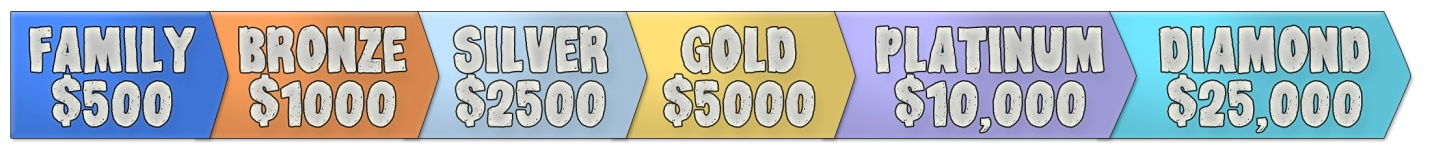 FAMILY
$500
BRONZE
$1000
SILVER
$2500
GOLD
$5000
PLATINUM
$10,000
DIAMOND
$25,000